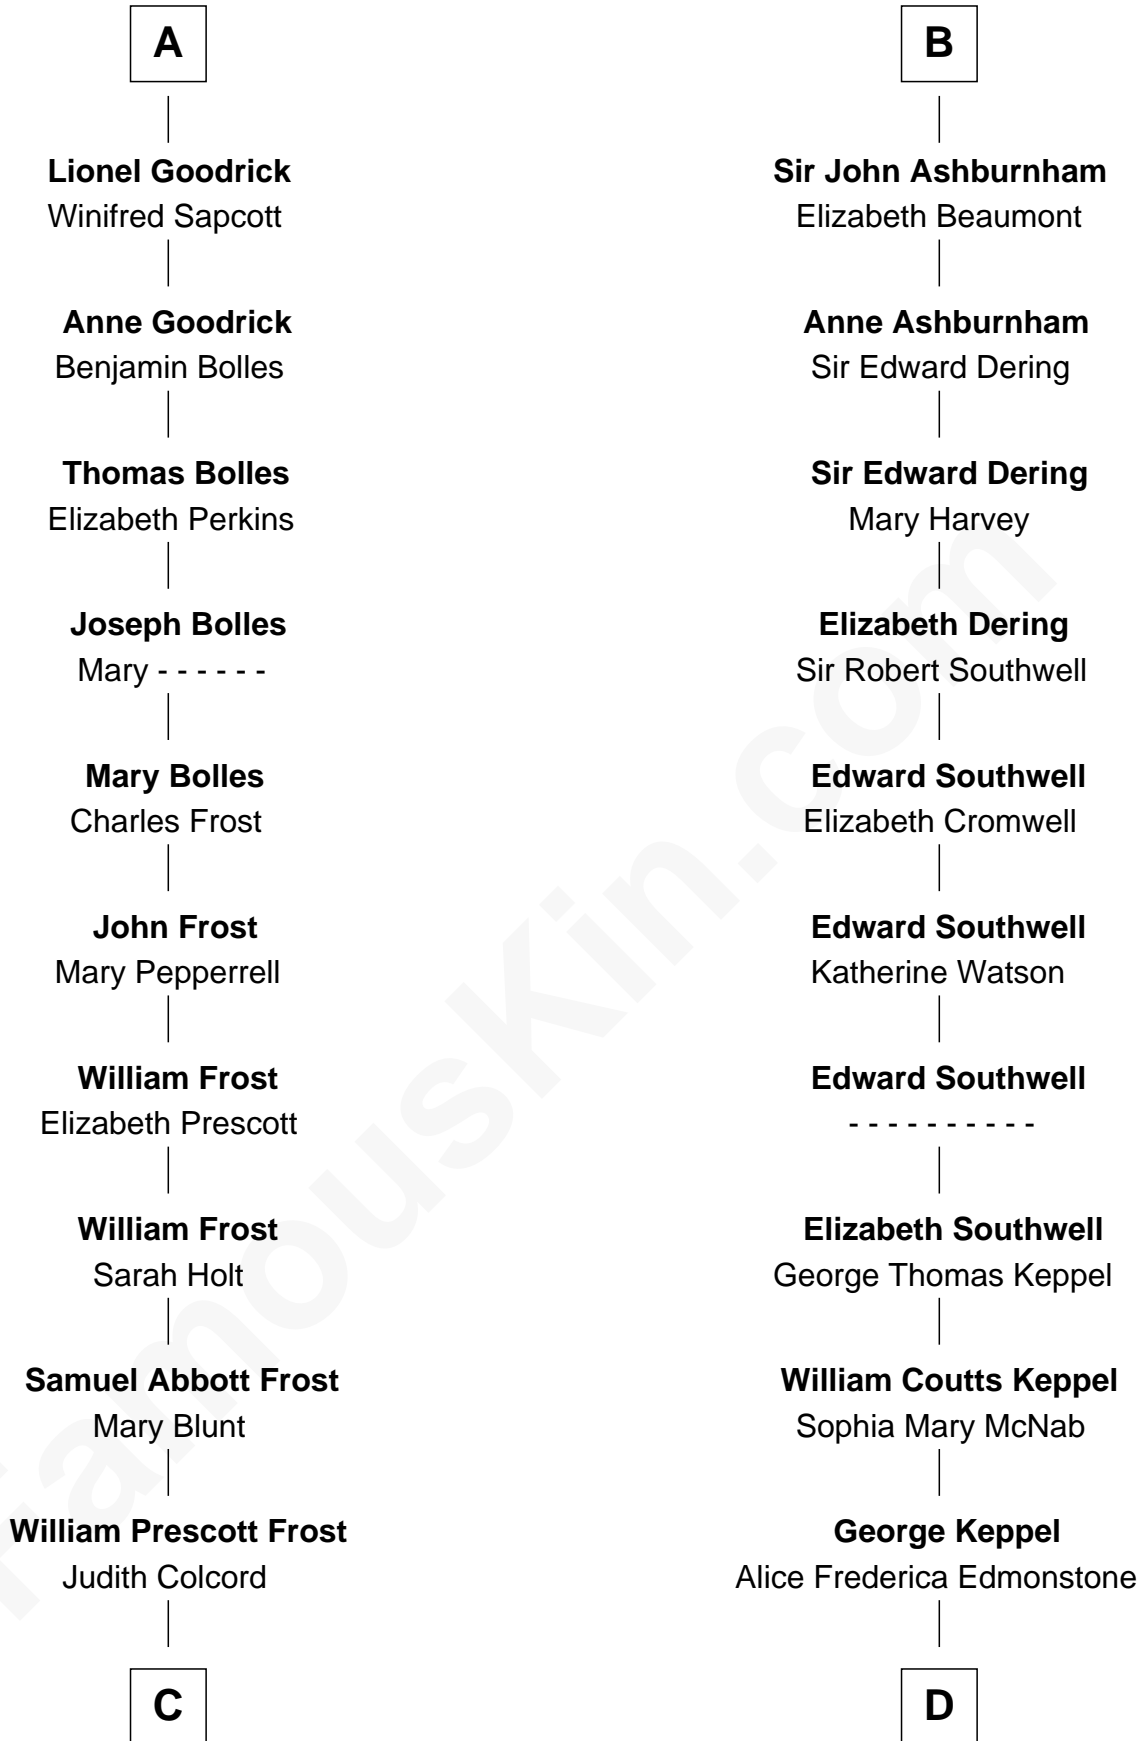 A
Lionel Goodrick
Winifred Sapcott
Anne Goodrick
Benjamin Bolles
Thomas Bolles
Elizabeth Perkins
Joseph Bolles
Mary - - - - - -
Mary Bolles
Charles Frost
John Frost
Mary Pepperrell
William Frost
Elizabeth Prescott
William Frost
Sarah Holt
Samuel Abbott Frost
Mary Blunt
William Prescott Frost
Judith Colcord
C
B
Sir John Ashburnham
Elizabeth Beaumont
Anne Ashburnham
Sir Edward Dering
Sir Edward Dering
Mary Harvey
Elizabeth Dering
Sir Robert Southwell
Edward Southwell
Elizabeth Cromwell
Edward Southwell
Katherine Watson
Edward Southwell
- - - - - - - - - -
Elizabeth Southwell
George Thomas Keppel
William Coutts Keppel
Sophia Mary McNab
George Keppel
Alice Frederica Edmonstone
D
FamousKin.com